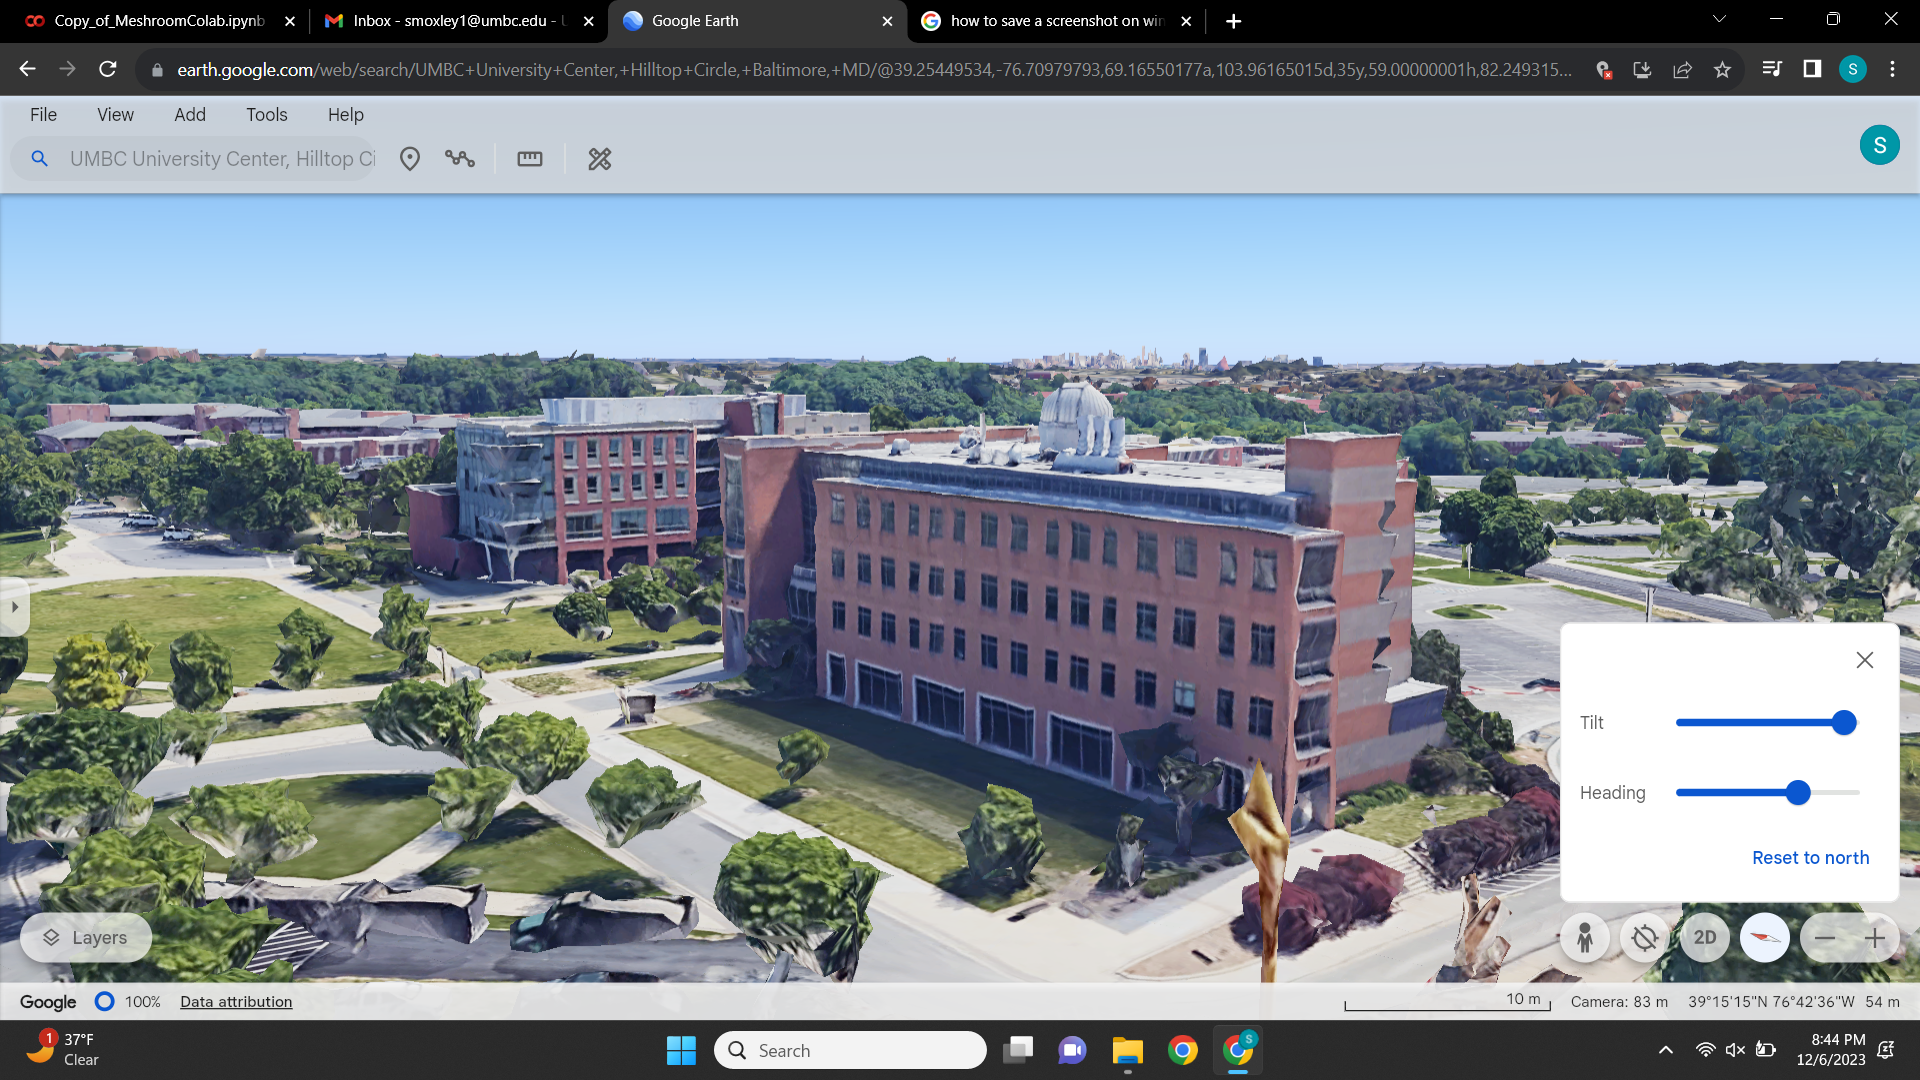 Copy_of_MeshroomColab.ipynb
Inbox - smoxley1@umbc.edu - U
Google Earth
how to save a screenshot on win
earth.google.com/web/search/UMBC+University+Center,+Hilltop+Circle,+Baltimore,+MD/@39.25449534,-76.70979793,69.16550177a,103.96165015d,35y,59.00000001h,82.249315...
S
File View Add Tools Help
UMBC University Center, Hilltop Ci
S
Tilt
Heading
Reset to north
Layers
2D
Google 100% Data attribution
10 m
Camera: 83 m 39°15'15"N 76°42'36"W 54 m
1
37°F
Clear
Search
S
8:44 PM
12/6/2023